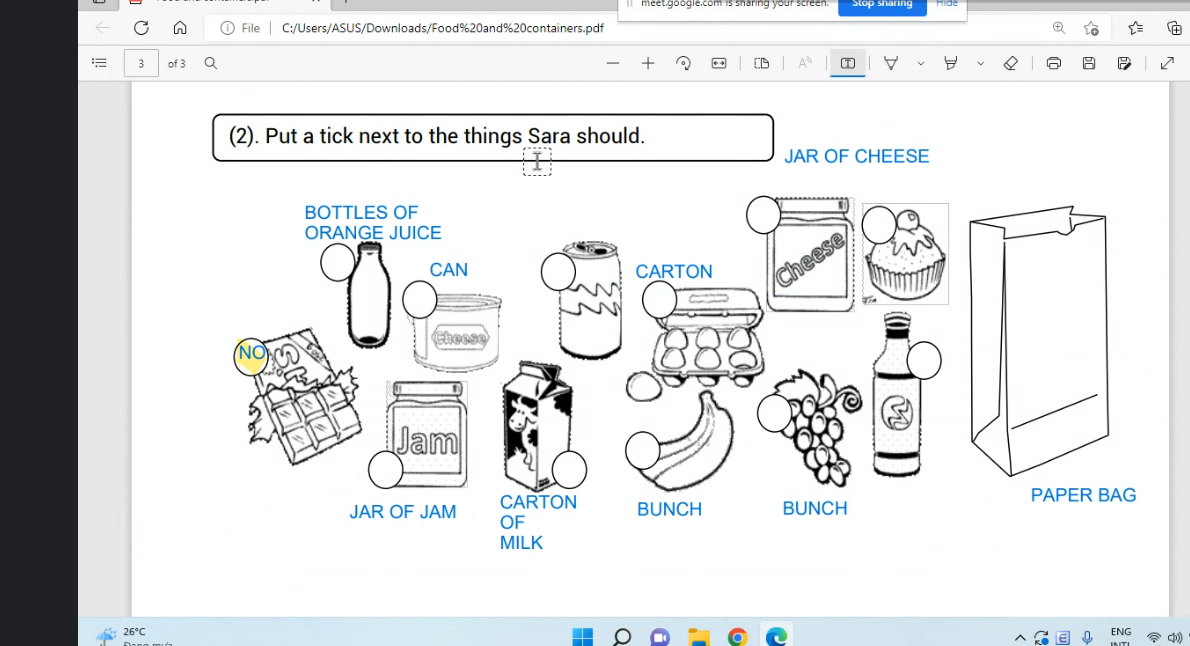 meet.google.com is sharing your screen.
Stop sharing
Hide
File
C:/Users/ASUS/Downloads/Food%20and%20containers.pdf
3
of 3
(2). Put a tick next to the things Sara should.
JAR OF CHEESE
BOTTLES OF
ORANGE JUICE
CAN
CARTON
Cheese
Cheese
NO
Jam
JAR OF JAM
CARTON
OF
MILK
BUNCH
BUNCH
PAPER BAG
26°C
ENG